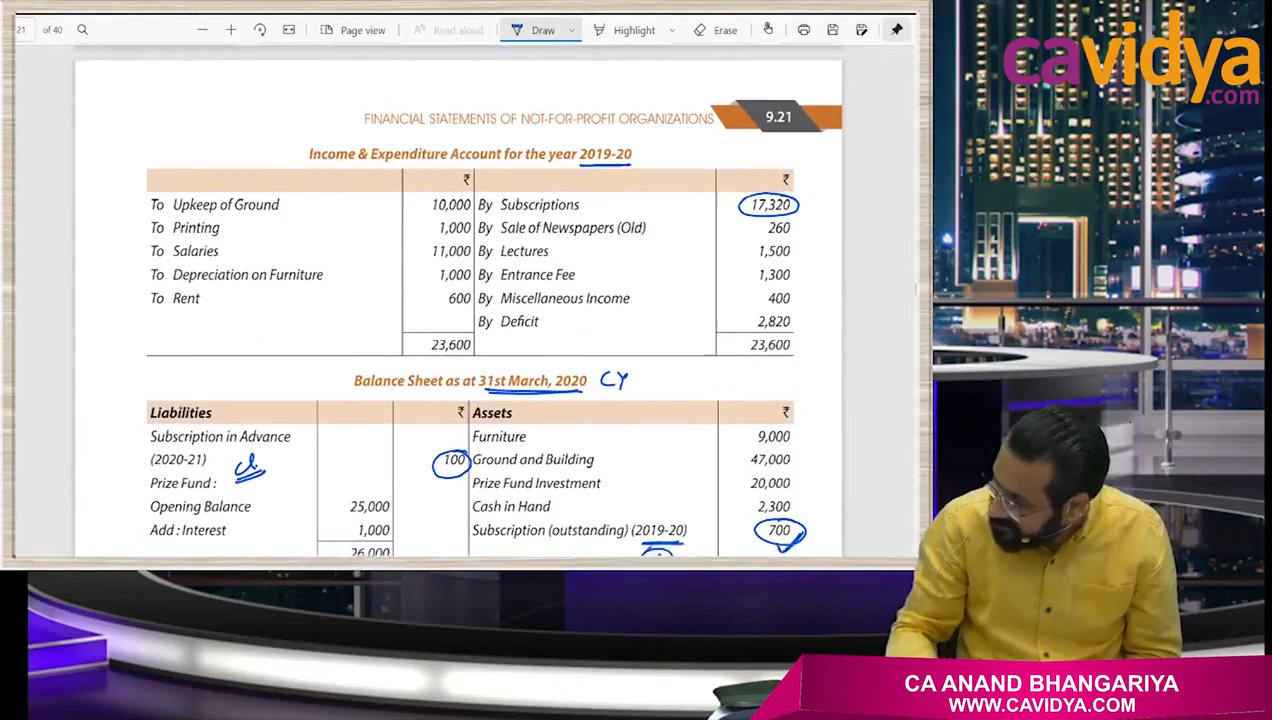 21 of 40 Page view Read aloud Draw Highlight Erase
cavidya
.com
FINANCIAL STATEMENTS OF NOT-FOR-PROFIT ORGANIZATIONS 9.21
Income & Expenditure Account for the year 2019-20
₹ ₹
To Upkeep of Ground 10,000 By Subscriptions 17,320
To Printing 1,000 By Sale of Newspapers (Old) 260
To Salaries 11,000 By Lectures 1,500
To Depreciation on Furniture 1,000 By Entrance Fee 1,300
To Rent 600 By Miscellaneous Income 400
By Deficit 2,820
23,600 23,600
Balance Sheet as at 31st March, 2020 CY
Liabilities ₹ Assets ₹
Subscription in Advance Furniture 9,000
(2020-21) 100 Ground and Building 47,000
Prize Fund : Prize Fund Investment 20,000
Opening Balance 25,000 Cash in Hand 2,300
Add : Interest 1,000 Subscription (outstanding) (2019-20) 700
26,000
CA ANAND BHANGARIYA
WWW.CAVIDYA.COM